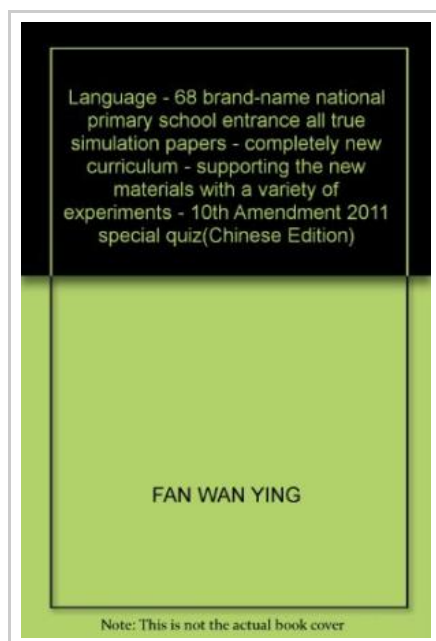 Language - 68 brand-name national
primary school entrance all true
simulation papers - completely new
curriculum - supporting the new
materials with a variety of
experiments - 10th Amendment 2011
special quiz(Chinese Edition)
FAN WAN YING
Note: This is not the actual book cover